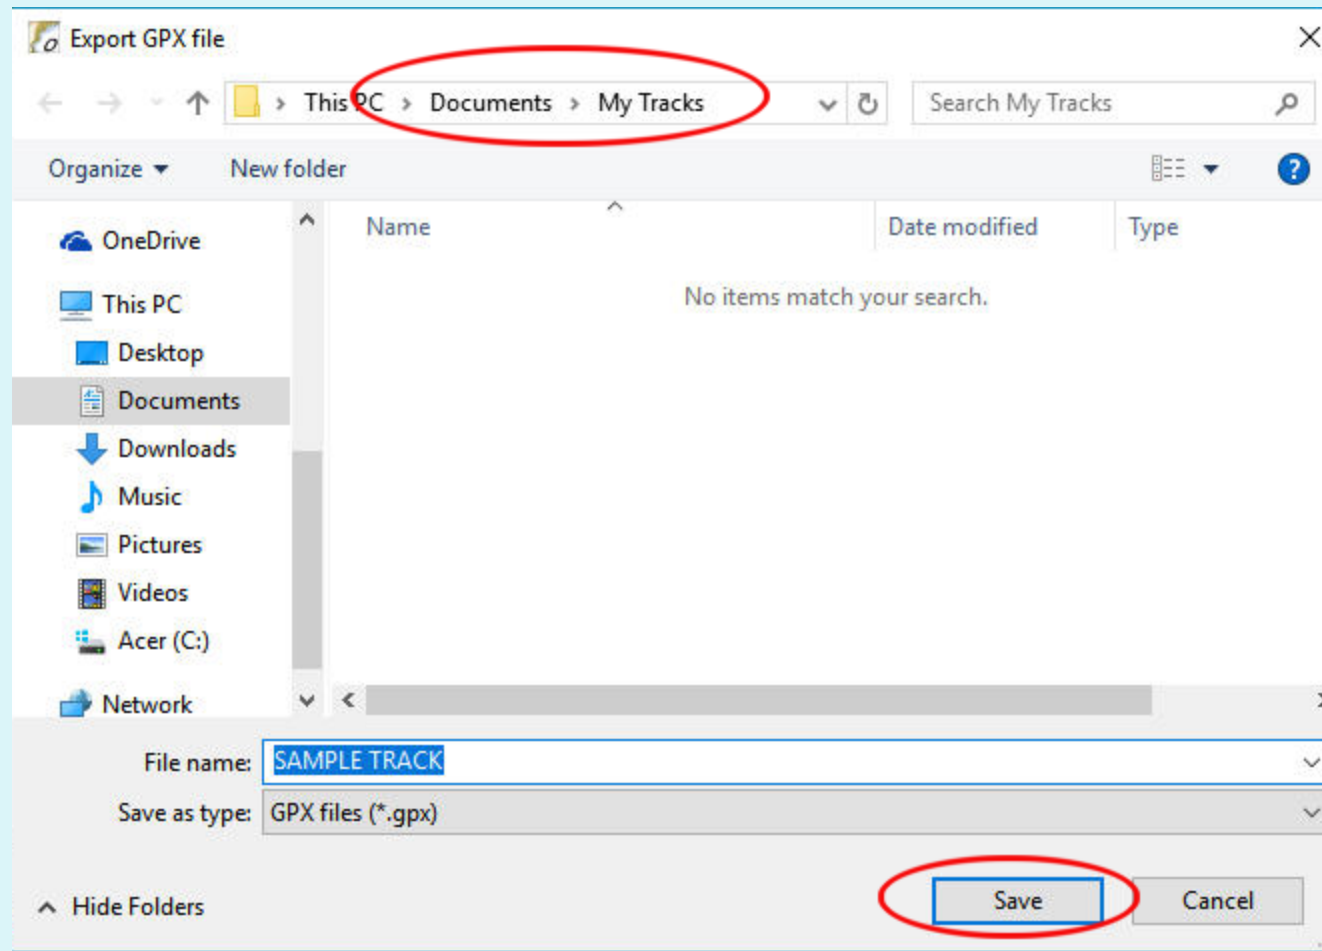 Export GPX file
This PC > Documents > My Tracks
Search My Tracks
Organize
New folder
?
OneDrive
This PC
Desktop
Documents
Downloads
Music
Pictures
Videos
Acer (C:)
Network
Name
Date modified
Type
No items match your search.
File name: SAMPLE TRACK
Save as type: GPX files (*.gpx)
Hide Folders
Save
Cancel